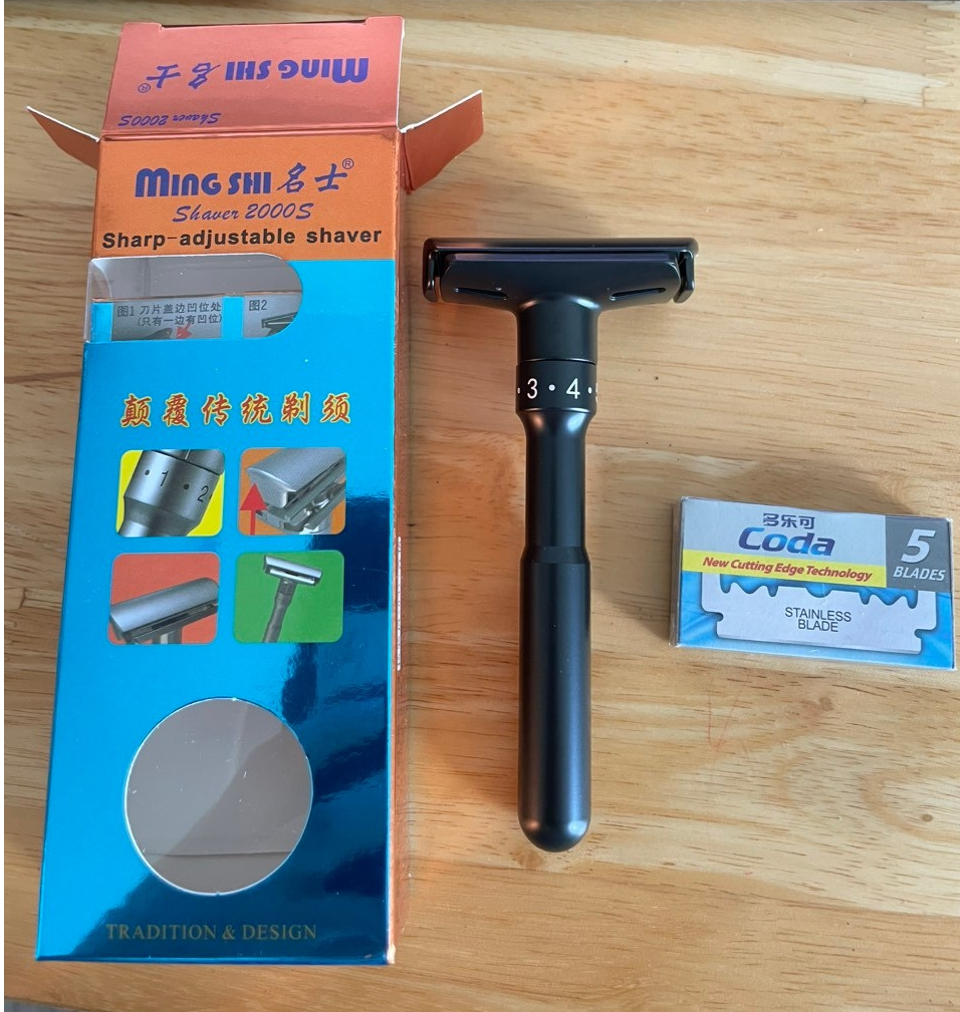 Ming SHI 名士®
Shaver 2000S
Ming SHI 名士®
Shaver 2000S
Sharp-adjustable shaver
图1 刀片盖边凹位处
(只有一边有凹位)
图2
颠覆传统剃须
1 • 2
TRADITION & DESIGN
3 • 4 •
多乐可
Coda
5
BLADES
New Cutting Edge Technology
STAINLESS
BLADE